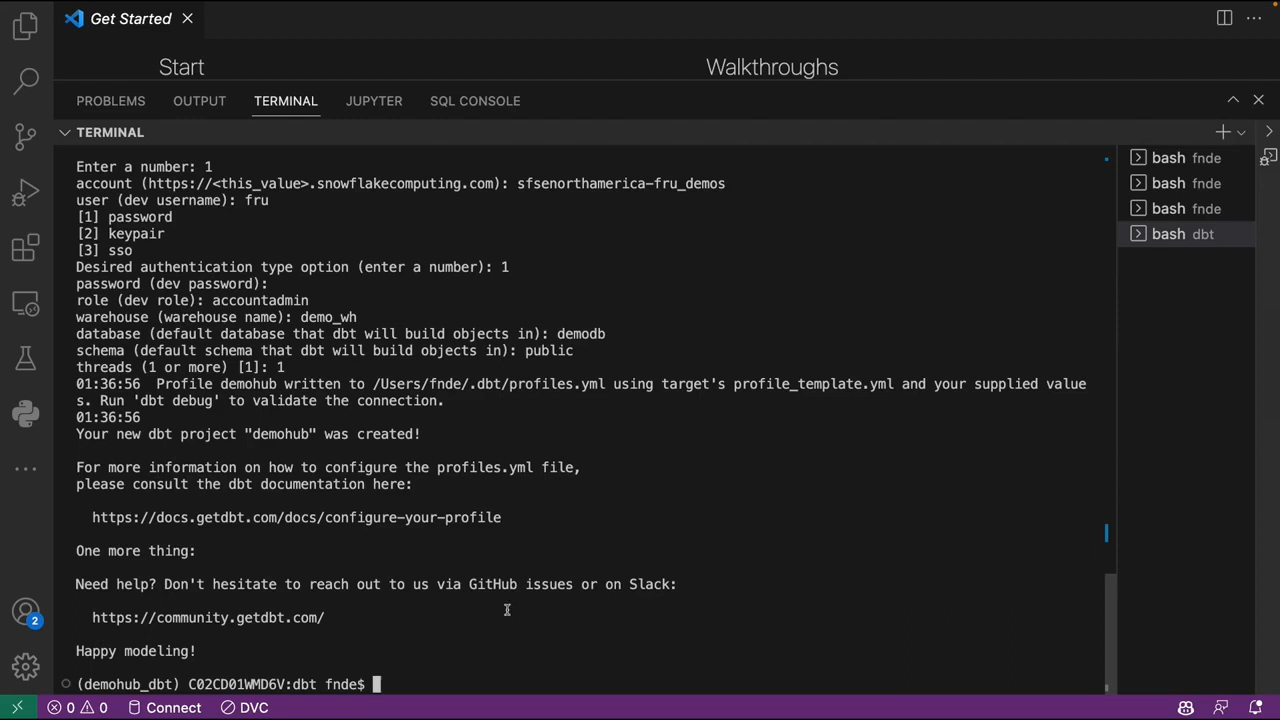 Get Started
Start
Walkthroughs
PROBLEMS
OUTPUT
TERMINAL
JUPYTER
SQL CONSOLE
TERMINAL
Enter a number: 1
account (https://<this_value>.snowflakecomputing.com): sfsenorthamerica-fru_demos
user (dev username): fru
[1] password
[2] keypair
[3] sso
Desired authentication type option (enter a number): 1
password (dev password):
role (dev role): accountadmin
warehouse (warehouse name): demo_wh
database (default database that dbt will build objects in): demodb
schema (default schema that dbt will build objects in): public
threads (1 or more) [1]: 1
01:36:56  Profile demohub written to /Users/fnde/.dbt/profiles.yml using target's profile_template.yml and your supplied value
s. Run 'dbt debug' to validate the connection.
01:36:56
Your new dbt project "demohub" was created!
For more information on how to configure the profiles.yml file,
please consult the dbt documentation here:
https://docs.getdbt.com/docs/configure-your-profile
One more thing:
Need help? Don't hesitate to reach out to us via GitHub issues or on Slack:
https://community.getdbt.com/
Happy modeling!
(demohub_dbt) C02CD01WMD6V:dbt fnde$
bash fnde
bash fnde
bash fnde
bash dbt
2
0 0
Connect
DVC